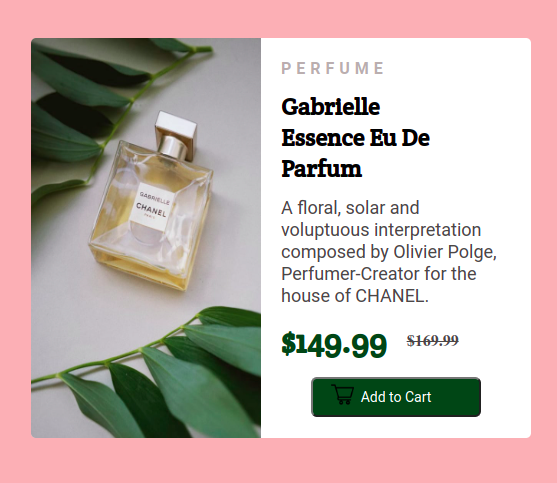 PERFUME
Gabrielle
Essence Eu De
Parfum
A floral, solar and
voluptuous interpretation
composed by Olivier Polge,
Perfumer-Creator for the
house of CHANEL.
$149.99 $169.99
Add to Cart
GABRIELLE
CHANEL
PARIS